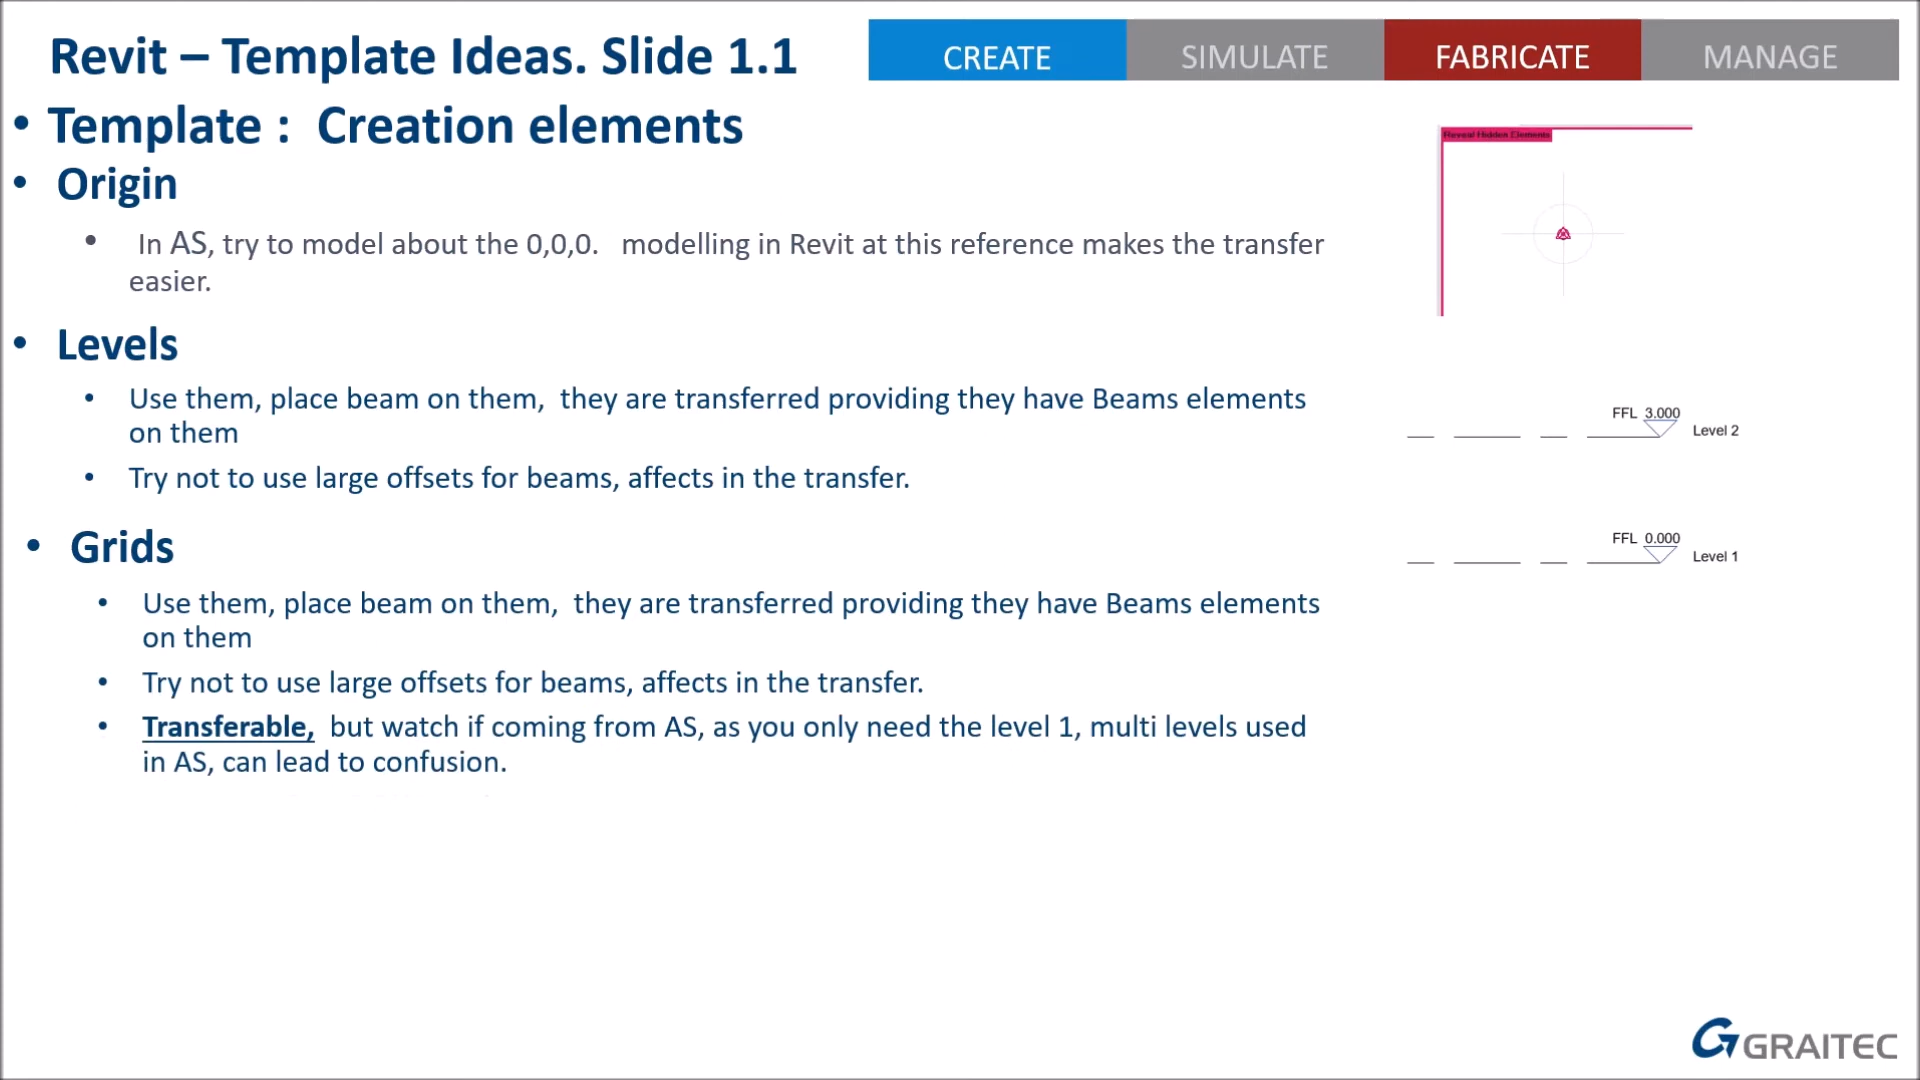 Revit – Template Ideas. Slide 1.1
CREATE
SIMULATE
FABRICATE
MANAGE
• Template :  Creation elements
• Origin
• In AS, try to model about the 0,0,0.   modelling in Revit at this reference makes the transfer
easier.
Reveal Hidden Elements
• Levels
• Use them, place beam on them,  they are transferred providing they have Beams elements
on them
• Try not to use large offsets for beams, affects in the transfer.
FFL 3.000
Level 2
• Grids
FFL 0.000
Level 1
• Use them, place beam on them,  they are transferred providing they have Beams elements
on them
• Try not to use large offsets for beams, affects in the transfer.
• Transferable,  but watch if coming from AS, as you only need the level 1, multi levels used
in AS, can lead to confusion.
GRAITEC